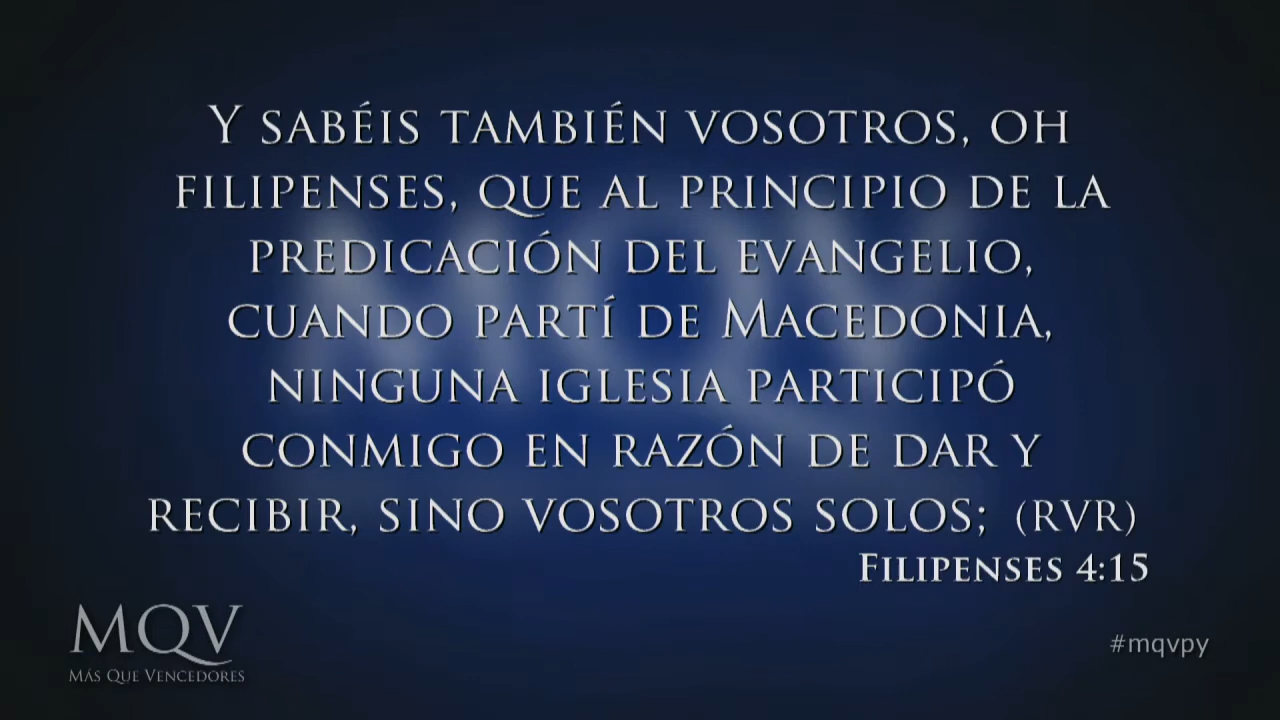 Y sabéis también vosotros, oh
filipenses, que al principio de la
predicación del evangelio,
cuando partí de Macedonia,
ninguna iglesia participó
conmigo en razón de dar y
recibir, sino vosotros solos; (RVR)
Filipenses 4:15
MQV
Más Que Vencedores
#mqvpy